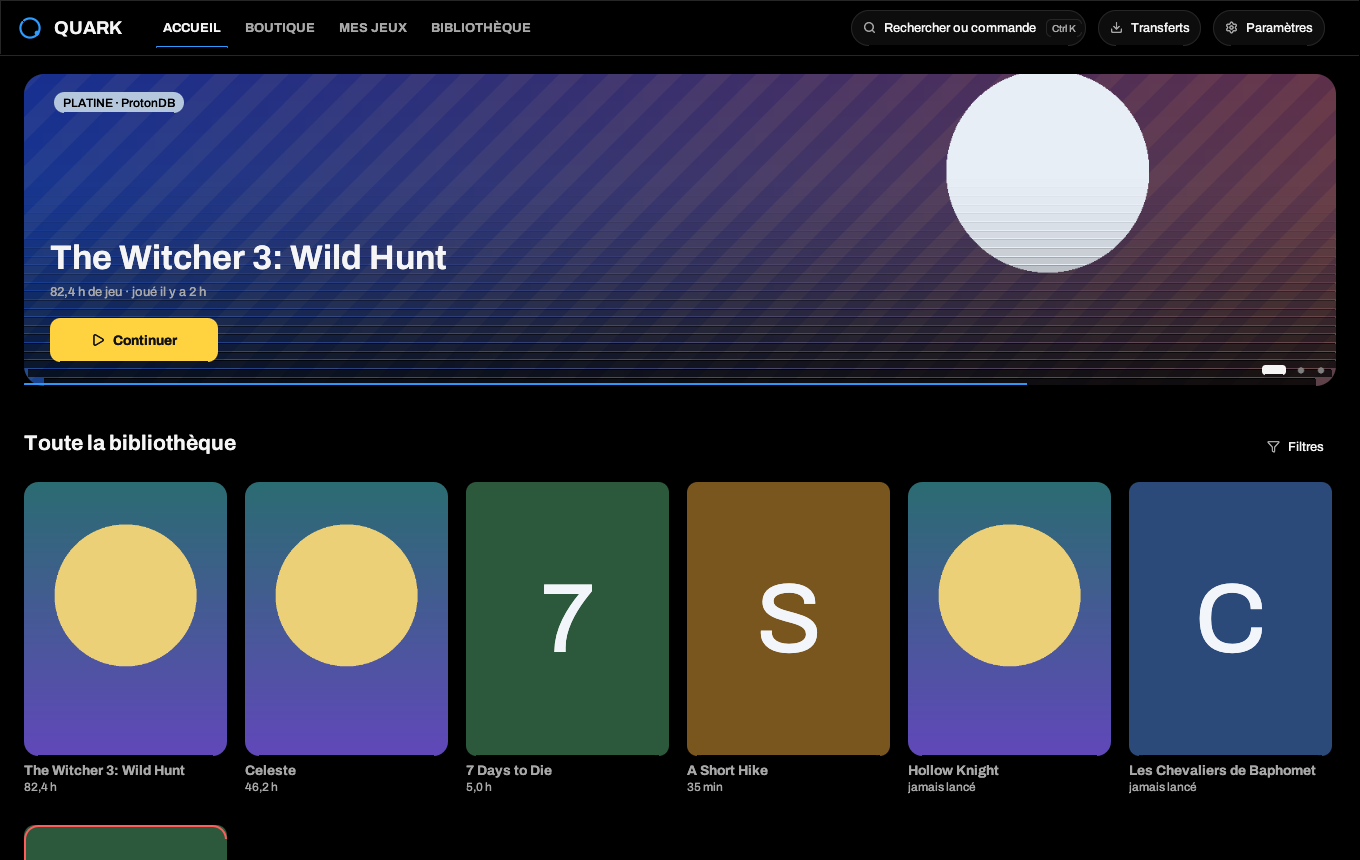 QUARK
ACCUEIL
BOUTIQUE
MES JEUX
BIBLIOTHÈQUE
Rechercher ou commande
Ctrl K
Transferts
Paramètres
PLATINE · ProtonDB
The Witcher 3: Wild Hunt
82,4 h de jeu · joué il y a 2 h
Continuer
Toute la bibliothèque
Filtres
7
S
C
The Witcher 3: Wild Hunt
82,4 h
Celeste
46,2 h
7 Days to Die
5,0 h
A Short Hike
35 min
Hollow Knight
jamais lancé
Les Chevaliers de Baphomet
jamais lancé